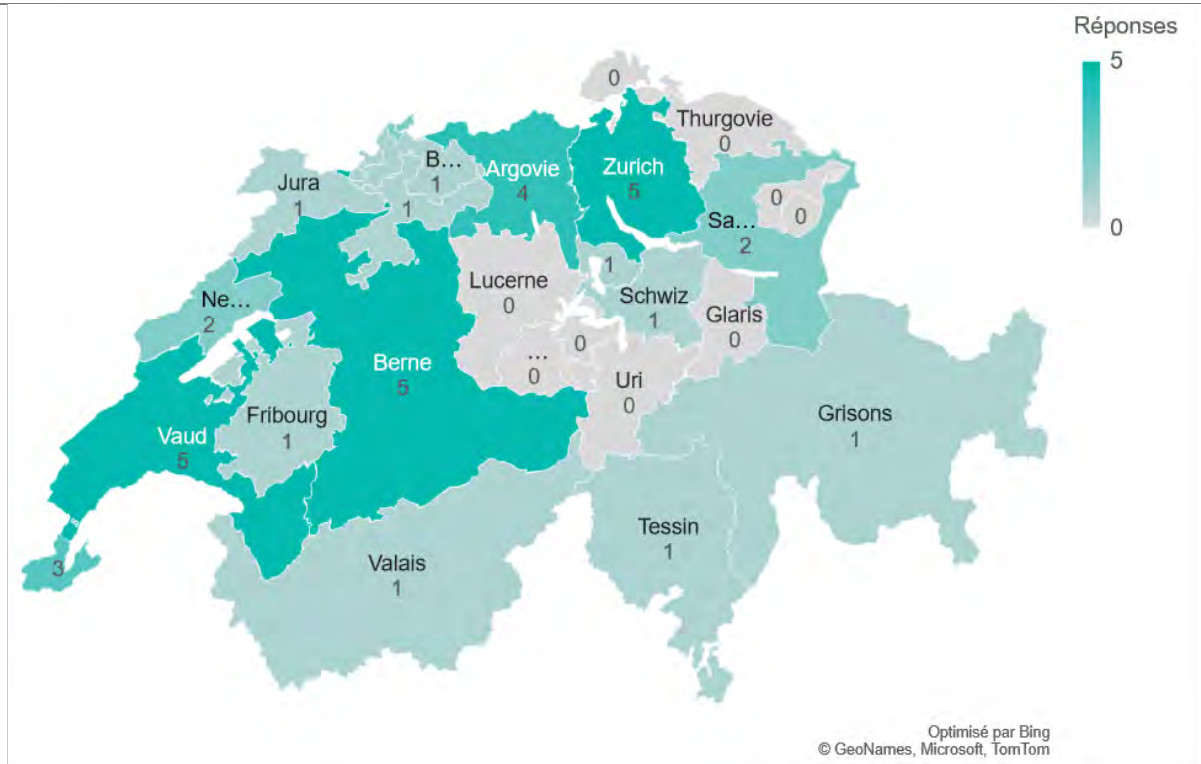 Réponses
5
0
0
Thurgovie
0
B...
1
Argovie
4
Zurich
5
Jura
1
1
0
0
Sa...
2
1
Lucerne
0
Schwiz
1
Ne...
2
Glaris
0
0
...
0
Berne
5
Uri
0
Fribourg
1
Grisons
1
Vaud
5
Tessin
1
3
Valais
1
Optimisé par Bing
© GeoNames, Microsoft, TomTom